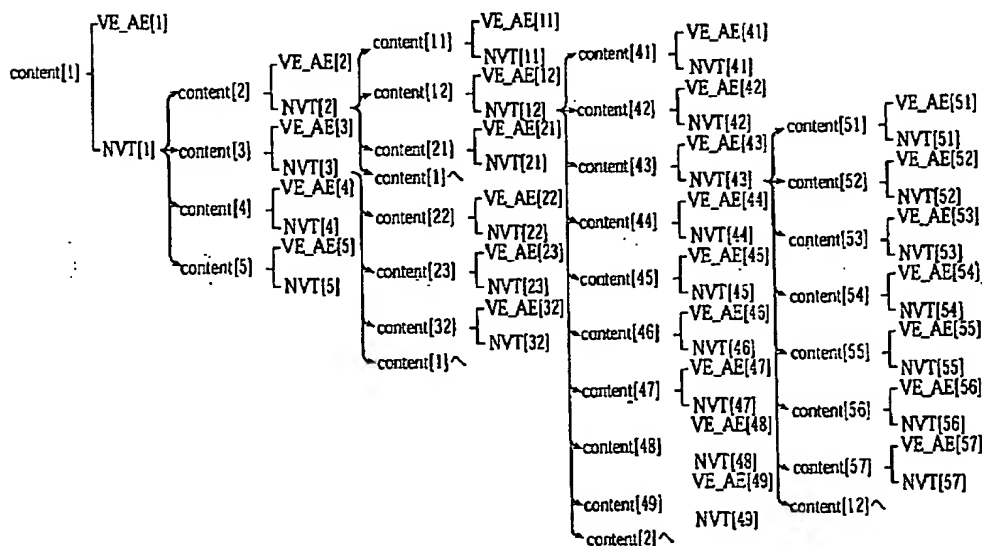 VE_AE[1]
content[1]
NVT[1]
content[2]
VE_AE[2]
NVT[2]
content[3]
VE_AE[3]
NVT[3]
content[4]
VE_AE[4]
NVT[4]
content[5]
VE_AE[5]
NVT[5]
content[11]
VE_AE[11]
NVT[11]
content[12]
VE_AE[12]
NVT[12]
content[21]
VE_AE[21]
NVT[21]
content[1]^
content[22]
VE_AE[22]
NVT[22]
content[23]
VE_AE[23]
NVT[23]
content[32]
VE_AE[32]
NVT[32]
content[1]^
content[41]
VE_AE[41]
NVT[41]
content[42]
VE_AE[42]
NVT[42]
content[43]
VE_AE[43]
NVT[43]
content[44]
VE_AE[44]
NVT[44]
content[45]
VE_AE[45]
NVT[45]
content[46]
VE_AE[46]
NVT[46]
content[47]
VE_AE[47]
NVT[47]
content[48]
VE_AE[48]
NVT[48]
content[49]
VE_AE[49]
NVT[49]
content[2]^
content[51]
VE_AE[51]
NVT[51]
content[52]
VE_AE[52]
NVT[52]
content[53]
VE_AE[53]
NVT[53]
content[54]
VE_AE[54]
NVT[54]
content[55]
VE_AE[55]
NVT[55]
content[56]
VE_AE[56]
NVT[56]
content[57]
VE_AE[57]
NVT[57]
content[12]^